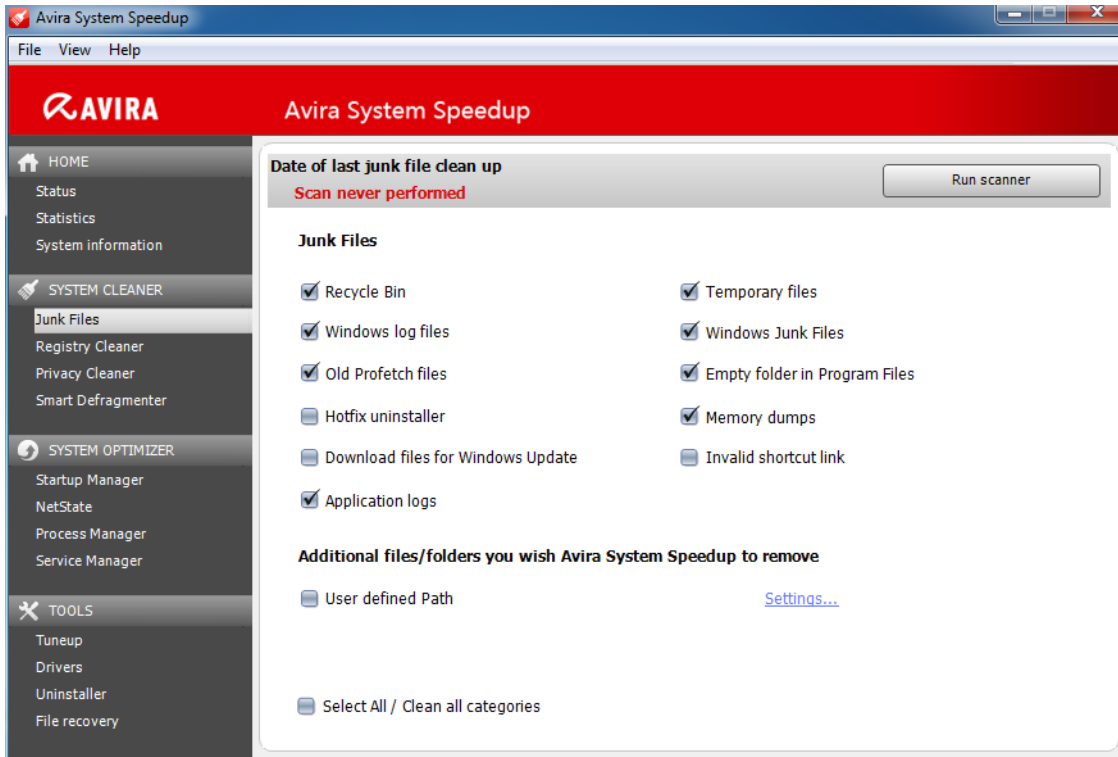 Avira System Speedup
File View Help
AVIRA
Avira System Speedup
HOME
Status
Statistics
System information
SYSTEM CLEANER
Junk Files
Registry Cleaner
Privacy Cleaner
Smart Defragmenter
SYSTEM OPTIMIZER
Startup Manager
NetState
Process Manager
Service Manager
TOOLS
Tuneup
Drivers
Uninstaller
File recovery
Date of last junk file clean up
Scan never performed
Run scanner
Junk Files
Recycle Bin
Temporary files
Windows log files
Windows Junk Files
Old Profetch files
Empty folder in Program Files
Hotfix uninstaller
Memory dumps
Download files for Windows Update
Invalid shortcut link
Application logs
Additional files/folders you wish Avira System Speedup to remove
User defined Path
Settings...
Select All / Clean all categories